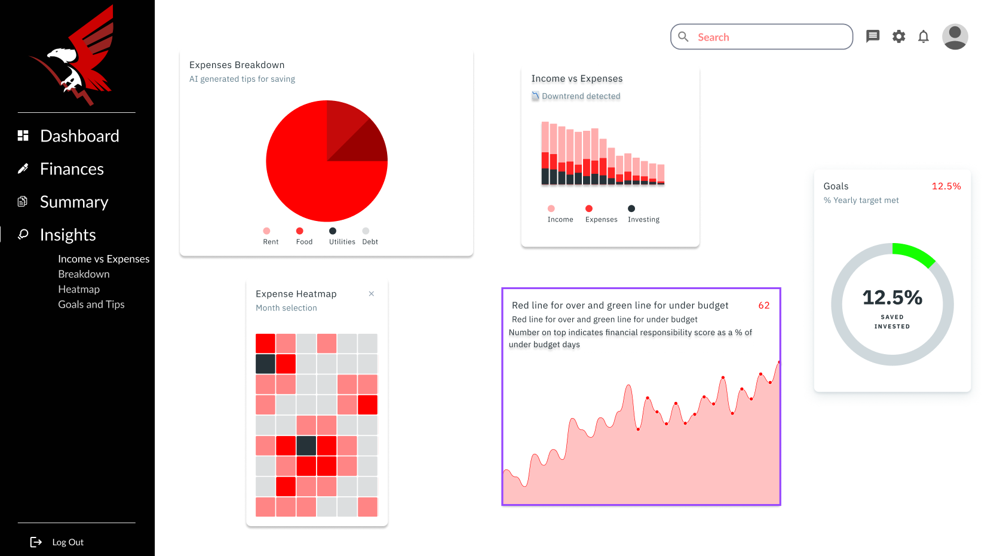 Dashboard
Finances
Summary
Insights
Income vs Expenses
Breakdown
Heatmap
Goals and Tips
Log Out
Search
Expenses Breakdown
AI generated tips for saving
Rent
Food
Utilities
Debt
Income vs Expenses
Downtrend detected
Income
Expenses
Investing
Goals
12.5%
% Yearly target met
12.5%
SAVED
INVESTED
Expense Heatmap
Month selection
Red line for over and green line for under budget
62
Red line for over and green line for under budget
Number on top indicates financial responsibility score as a % of
under budget days